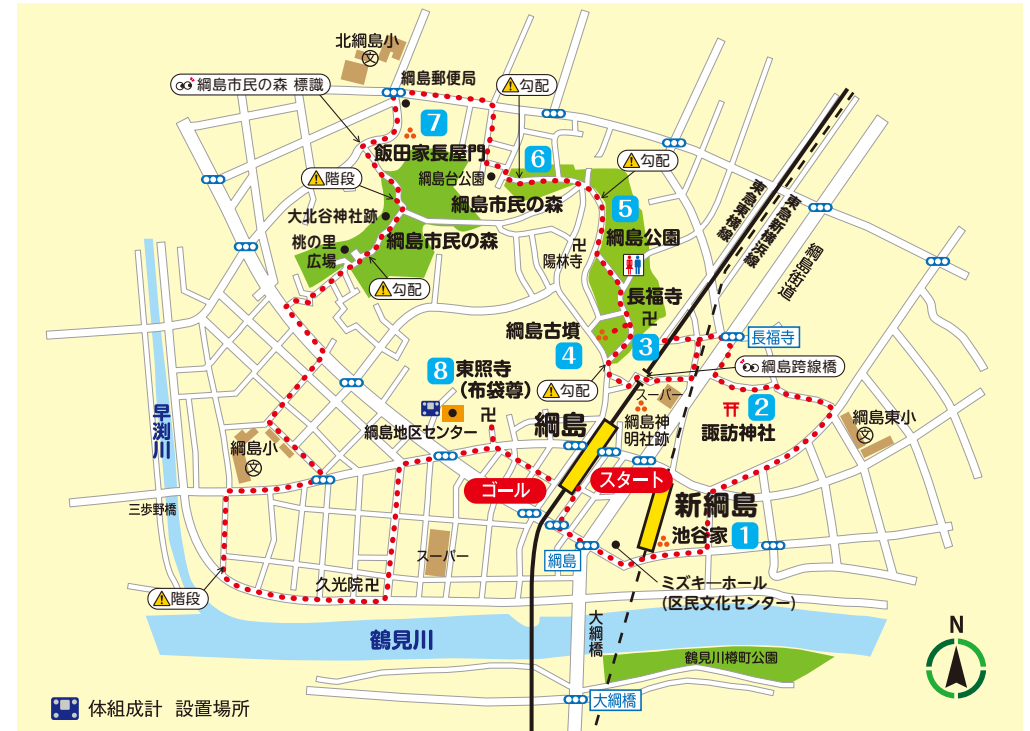 北綱島小
文
綱島市民の森 標識
綱島郵便局
勾配
7
飯田家長屋門
6
勾配
階段
綱島台公園
綱島市民の森
5
東急東横線
東急新横浜線
大北谷神社跡
綱島市民の森
綱島公園
綱島街道
桃の里
広場
陽林寺
勾配
長福寺
綱島古墳
3
長福寺
4
8
東照寺
(布袋尊)
勾配
綱島跨線橋
スーパー
2
諏訪神社
綱島東小
文
早渕川
綱島地区センター
綱島
綱島神
明社跡
綱島小
文
ゴール
スタート
三歩野橋
新綱島
池谷家
1
スーパー
綱島
久光院
ミズキーホール
(区民文化センター)
階段
大綱橋
鶴見川
N
鶴見川樽町公園
大綱橋
体組成計 設置場所